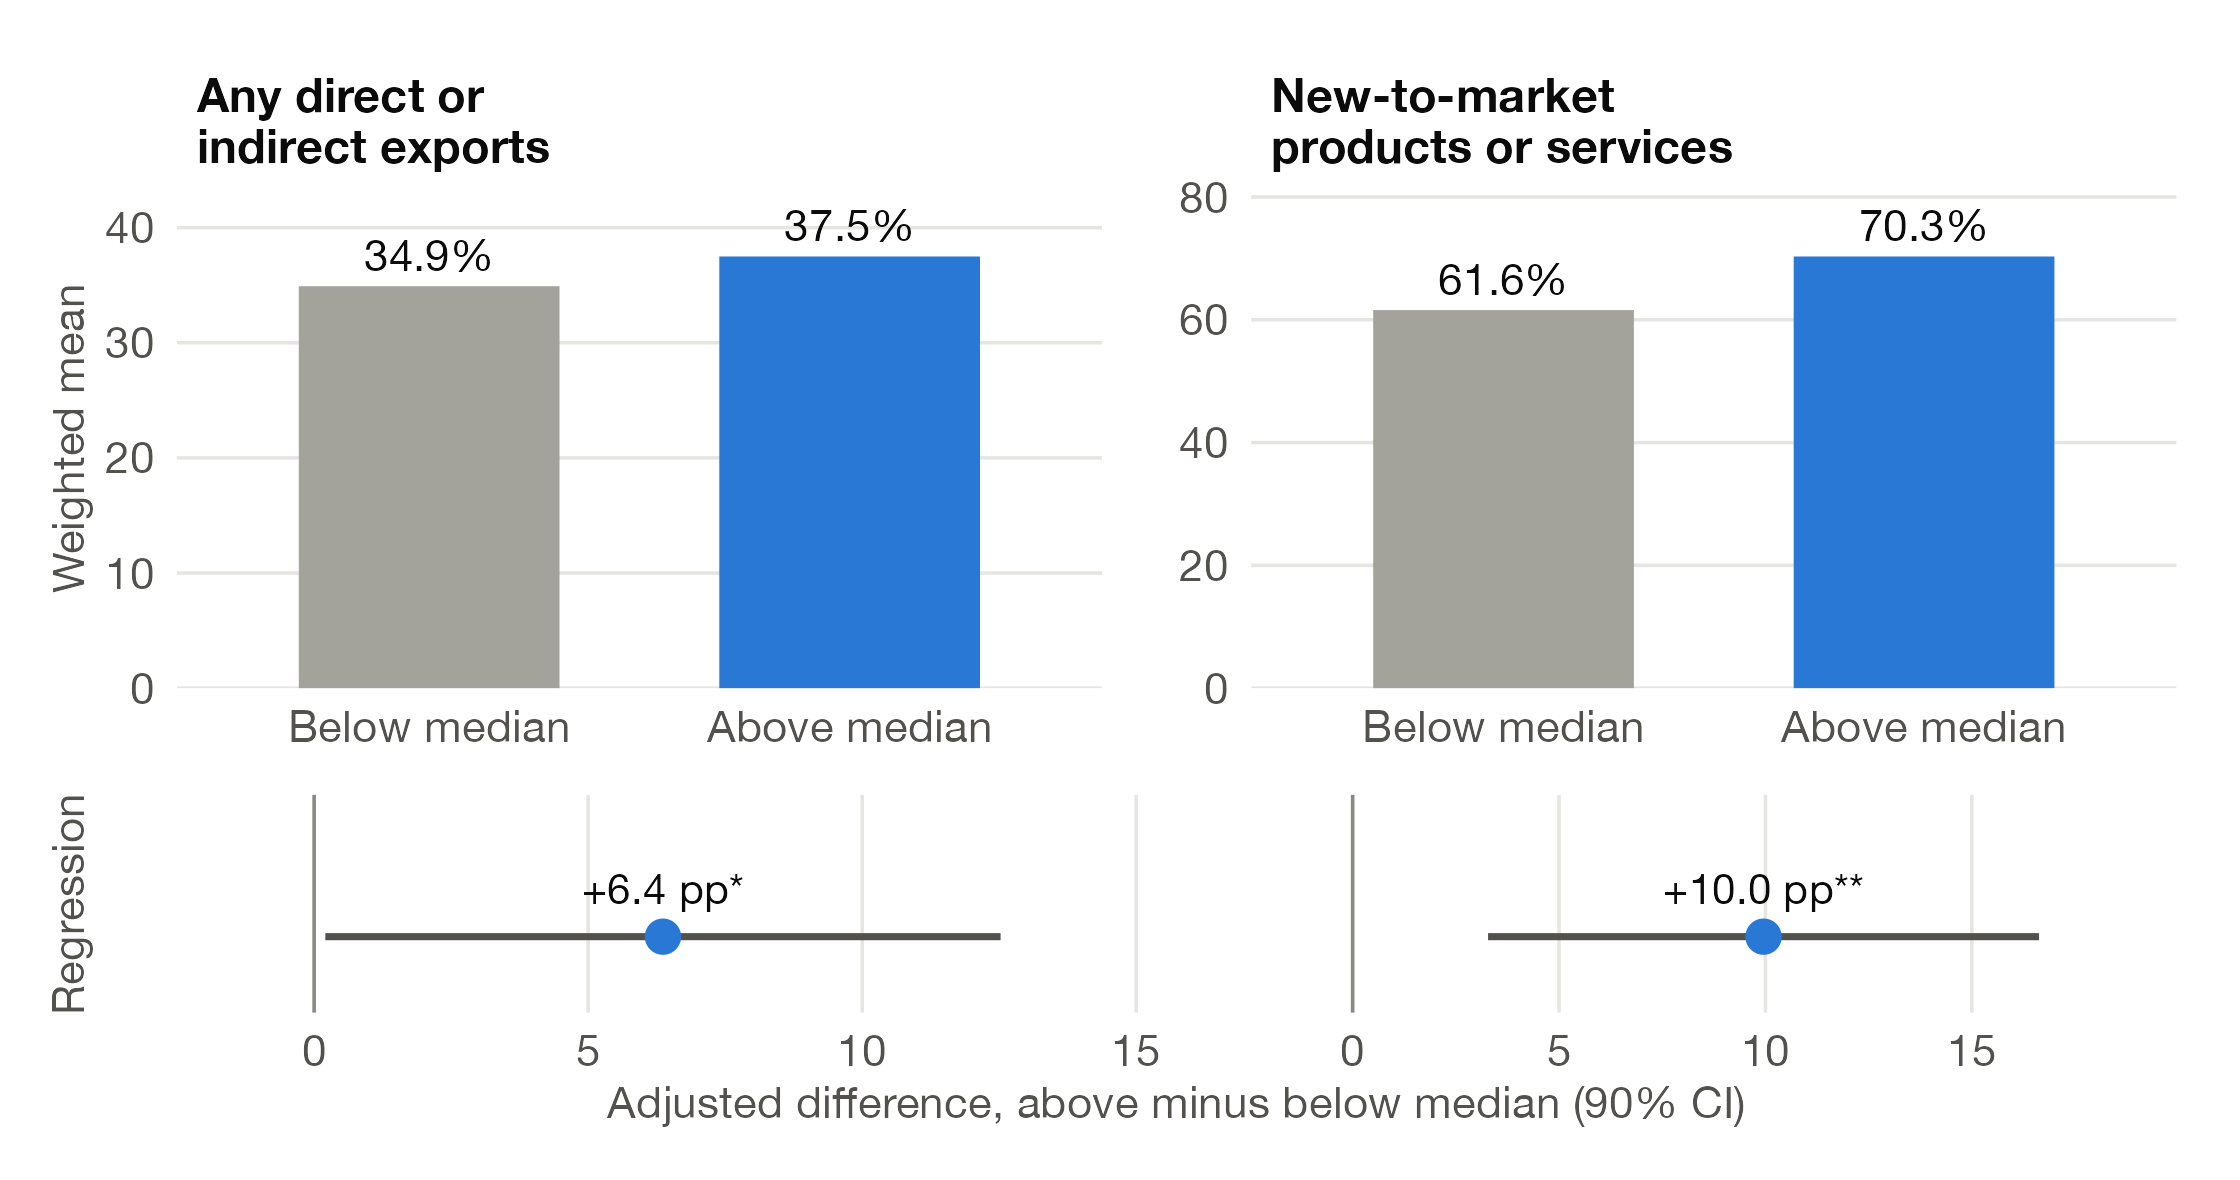 Any direct or
indirect exports
Weighted mean
40
30
20
10
0
34.9%
37.5%
Below median
Above median
New-to-market
products or services
80
60
40
20
0
61.6%
70.3%
Below median
Above median
Regression
+6.4 pp*
0
5
10
15
+10.0 pp**
0
5
10
15
Adjusted difference, above minus below median (90% CI)